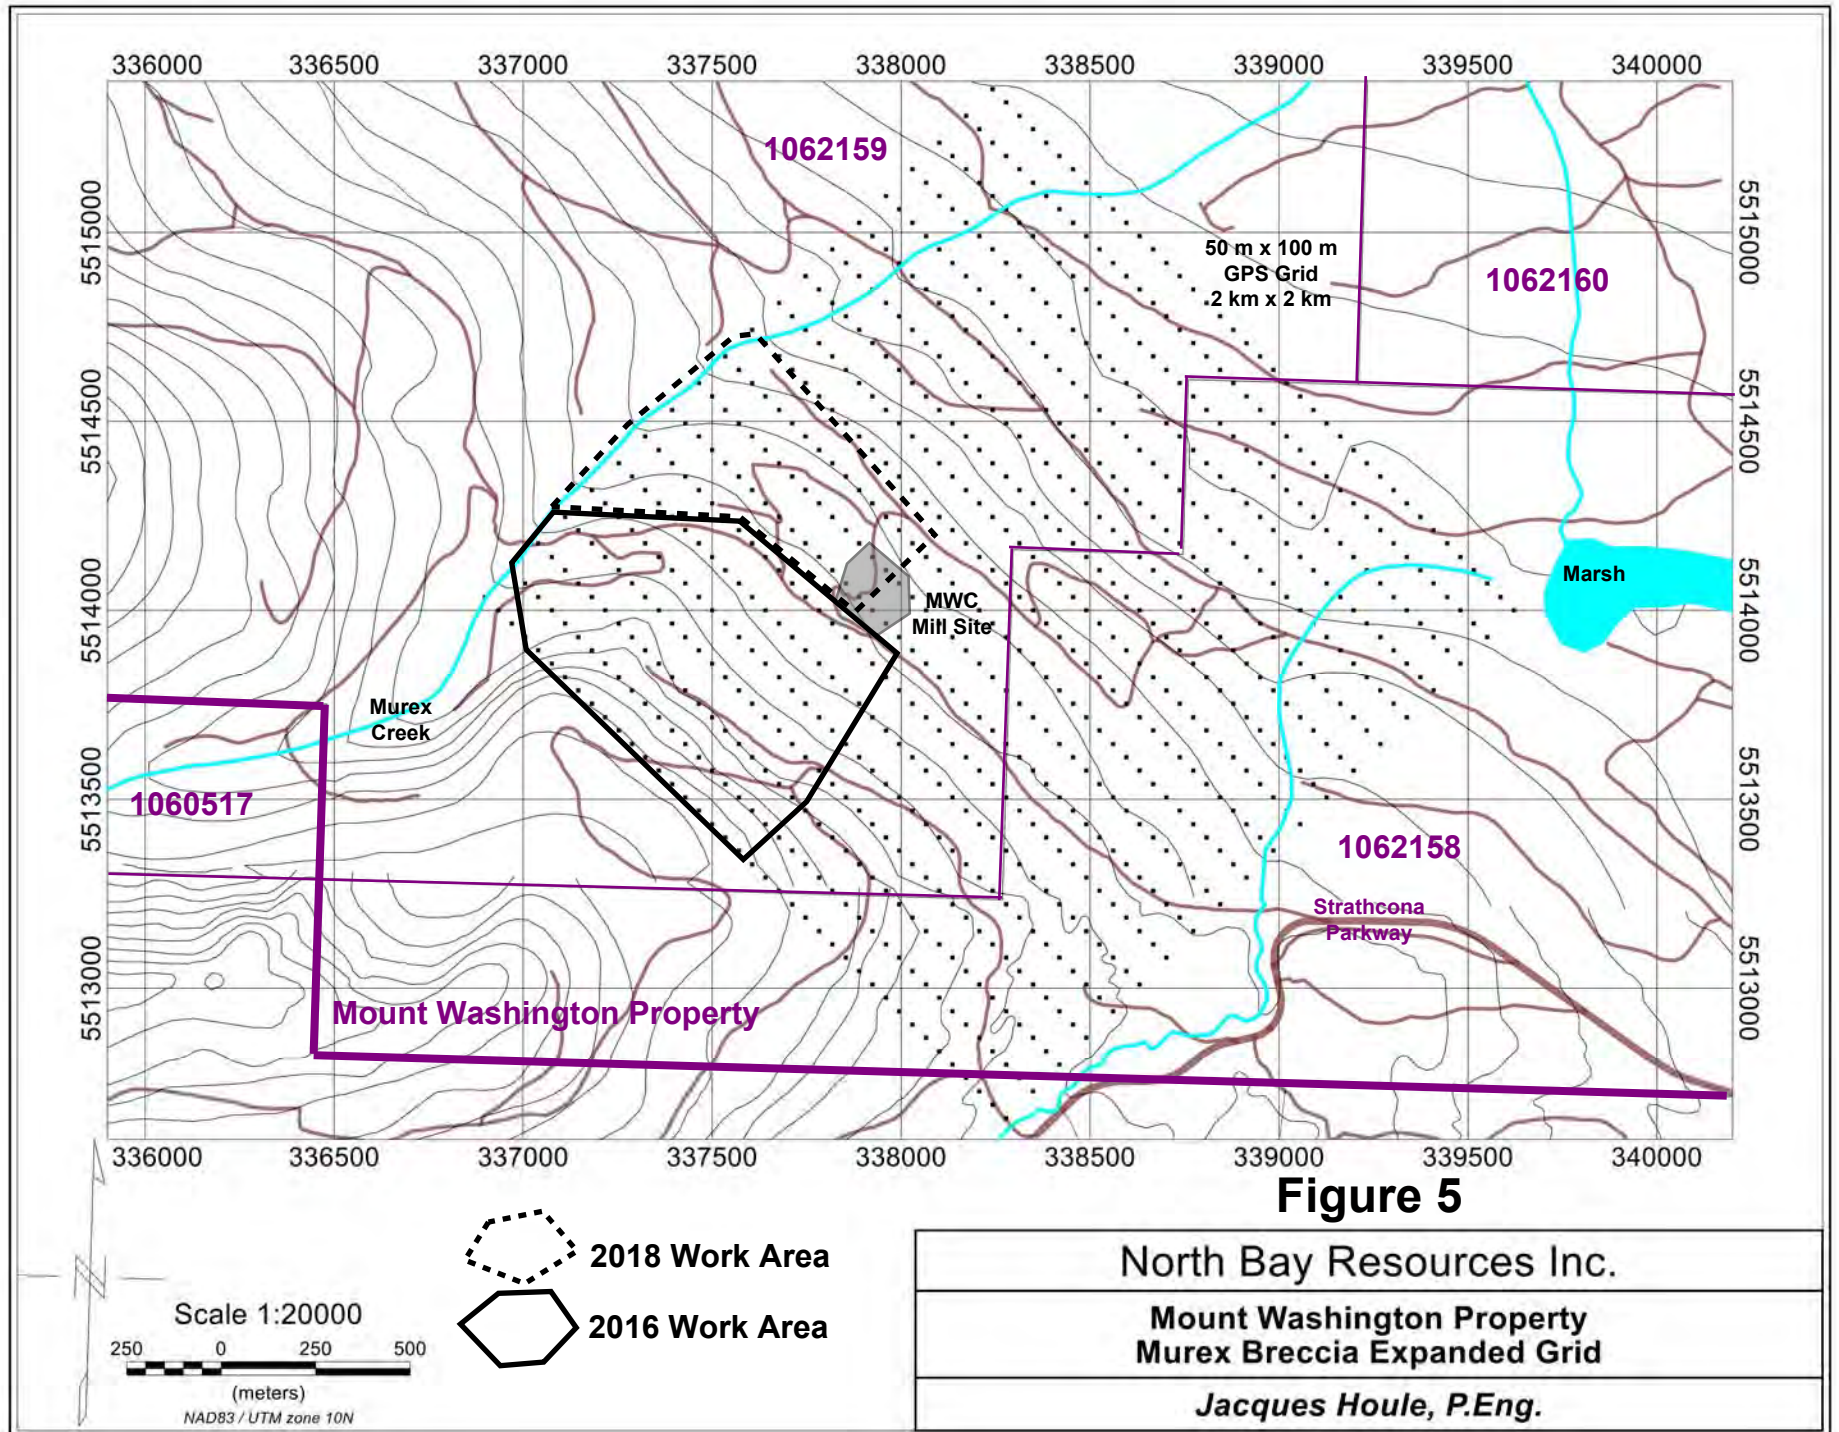 336000 336500 337000 337500 338000 338500 339000 339500 340000
1062159
5515000
5515000
50 m x 100 m
GPS Grid
2 km x 2 km
1062160
5514500
5514500
5514000
5514000
Marsh
MWC
Mill Site
Murex
Creek
1060517
5513500
5513500
1062158
Strathcona
Parkway
5513000
5513000
Mount Washington Property
336000 336500 337000 337500 338000 338500 339000 339500 340000
Figure 5
N
2018 Work Area
2016 Work Area
Scale 1:20000
250 0 250 500
(meters)
NAD83 / UTM zone 10N
North Bay Resources Inc.
Mount Washington Property
Murex Breccia Expanded Grid
Jacques Houle, P.Eng.